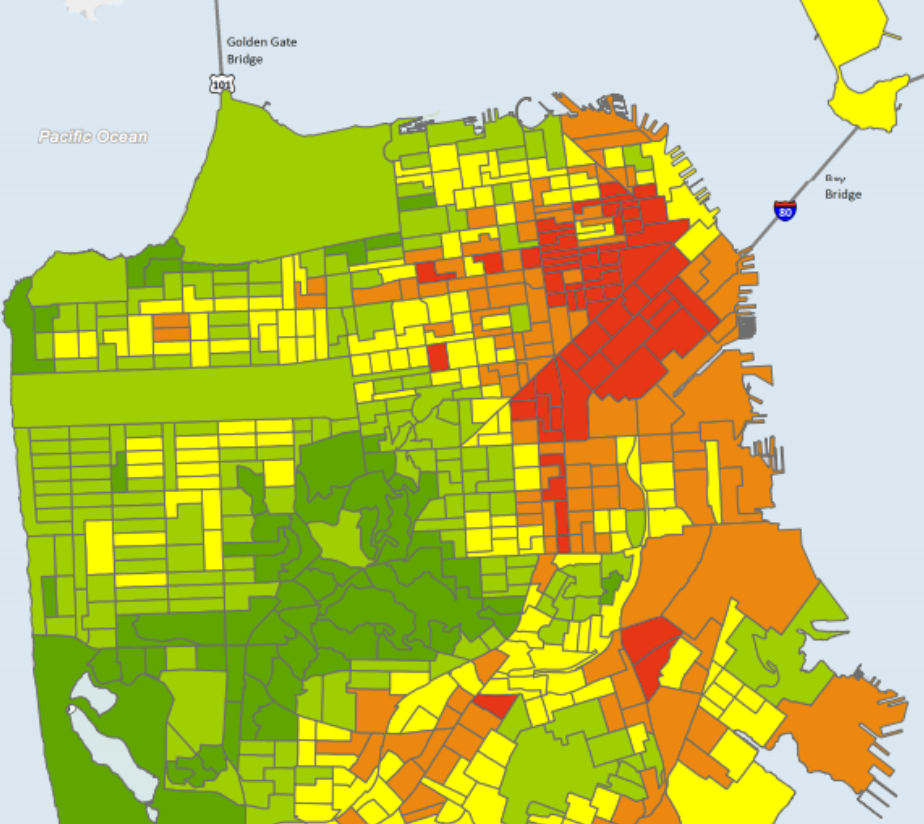 Golden Gate
Bridge
101
Pacific Ocean
Bay
Bridge
80